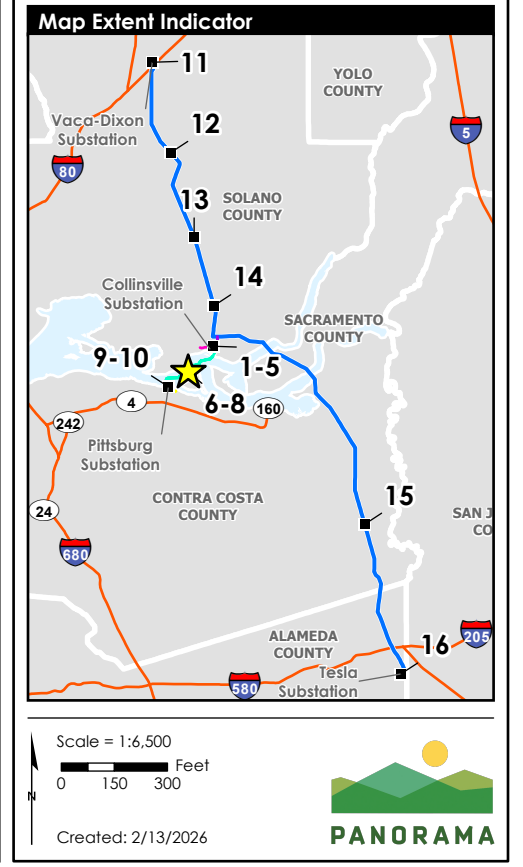 Map Extent Indicator
11
YOLO
COUNTY
Vaca-Dixon
Substation
12
5
80
13
SOLANO
COUNTY
Collinsville
Substation
14
SACRAMENTO
COUNTY
9-10
1-5
4
6-8
160
242
Pittsburg
Substation
CONTRA COSTA
COUNTY
15
24
SAN J
CO
680
ALAMEDA
COUNTY
16
205
Tesla
Substation
580
Scale = 1:6,500
Feet
0 150 300
N
Created: 2/13/2026
PANORAMA